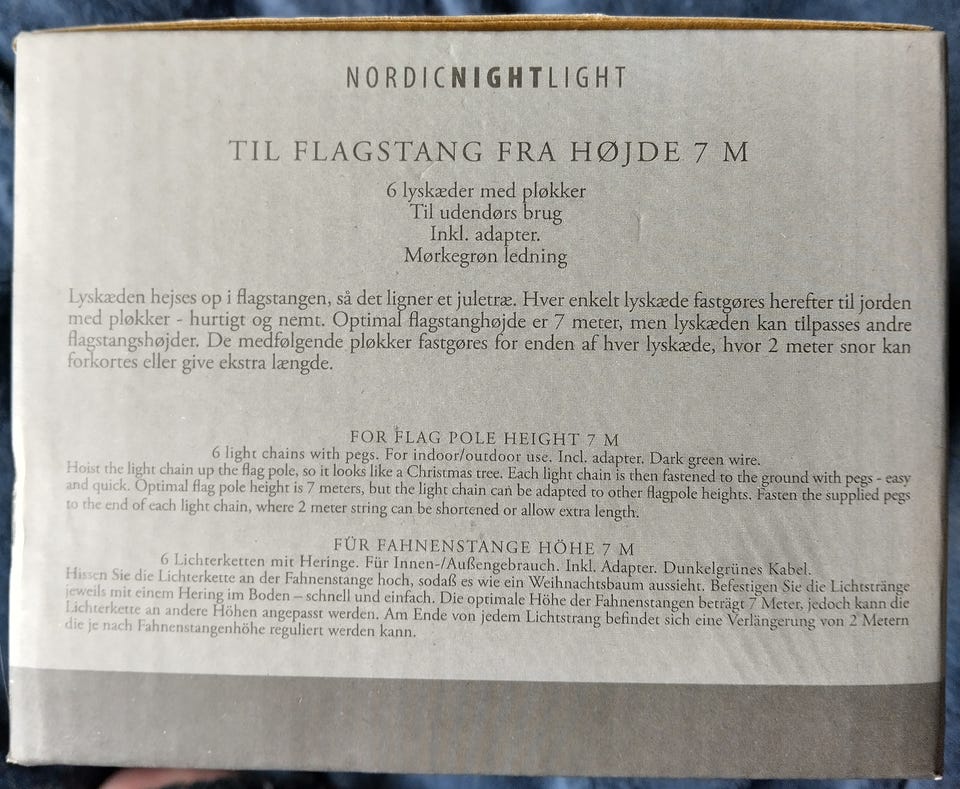 NORDICNIGHTLIGHT
TIL FLAGSTANG FRA HØJDE 7 M
6 lyskæder med pløkker
Til udendørs brug
Inkl. adapter.
Mørkegrøn ledning
Lyskæden hejses op i flagstangen, så det ligner et juletræ. Hver enkelt lyskæde fastgøres herefter til jorden
med pløkker - hurtigt og nemt. Optimal flagstanghøjde er 7 meter, men lyskæden kan tilpasses andre
flagstangshøjder. De medfølgende pløkker fastgøres for enden af hver lyskæde, hvor 2 meter snor kan
forkortes eller give ekstra længde.
FOR FLAG POLE HEIGHT 7 M
6 light chains with pegs. For indoor/outdoor use. Incl. adapter. Dark green wire.
Hoist the light chain up the flag pole, so it looks like a Christmas tree. Each light chain is then fastened to the ground with pegs - easy
and quick. Optimal flag pole height is 7 meters, but the light chain can be adapted to other flagpole heights. Fasten the supplied pegs
to the end of each light chain, where 2 meter string can be shortened or allow extra length.
FÜR FAHNENSTANGE HÖHE 7 M
6 Lichterketten mit Heringe. Für Innen-/Außengebrauch. Inkl. Adapter. Dunkelgrünes Kabel.
Hissen Sie die Lichterkette an der Fahnenstange hoch, sodaß es wie ein Weihnachtsbaum aussieht. Befestigen Sie die Lichtstränge
jeweils mit einem Hering im Boden – schnell und einfach. Die optimale Höhe der Fahnenstangen beträgt 7 Meter, jedoch kann die
Lichterkette an andere Höhen angepasst werden. Am Ende von jedem Lichtstrang befindet sich eine Verlängerung von 2 Metern
die je nach Fahnenstangenhöhe reguliert werden kann.